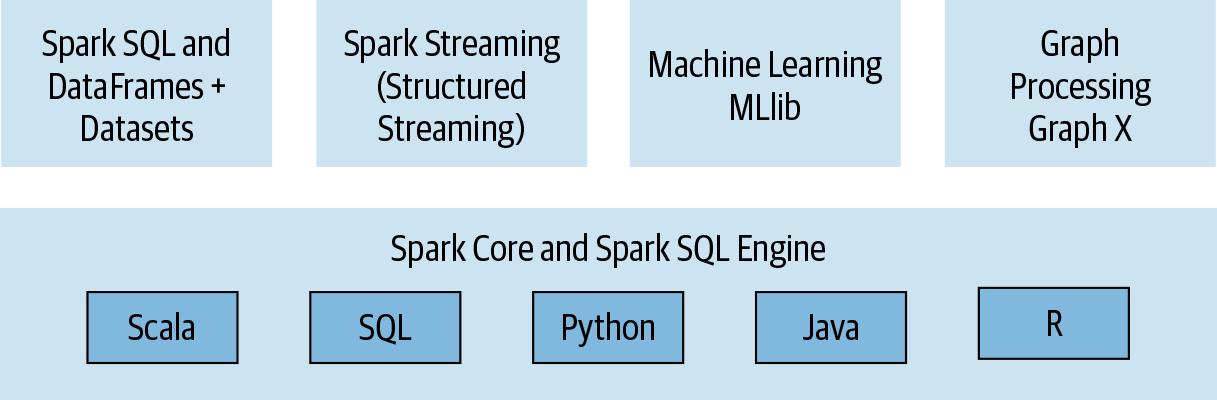 Spark SQL and
DataFrames +
Datasets
Spark Streaming
(Structured
Streaming)
Machine Learning
MLlib
Graph
Processing
Graph X
Spark Core and Spark SQL Engine
Scala
SQL
Python
Java
R